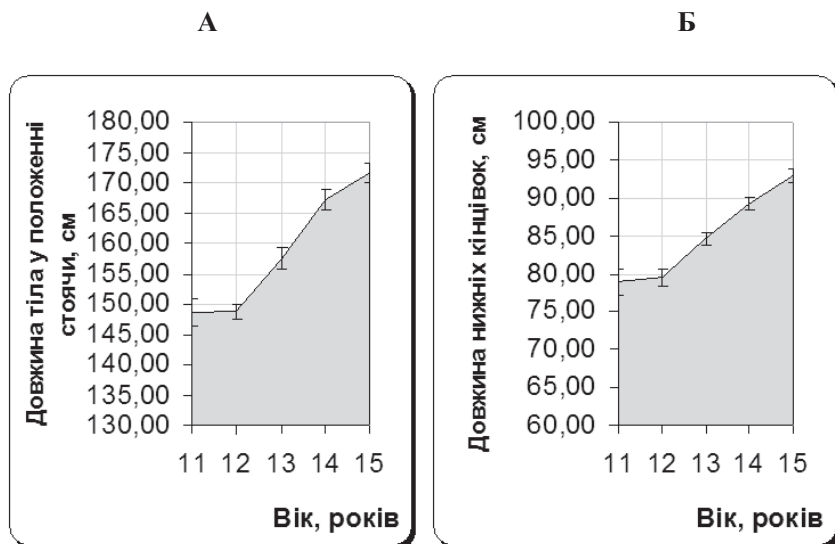 А
Довжина тіла у положенні
стоячи, см
180,00
175,00
170,00
165,00
160,00
155,00
150,00
145,00
140,00
135,00
130,00
11 12 13 14 15
Вік, років
Б
Довжина нижніх кінцівок, см
100,00
95,00
90,00
85,00
80,00
75,00
70,00
65,00
60,00
11 12 13 14 15
Вік, років